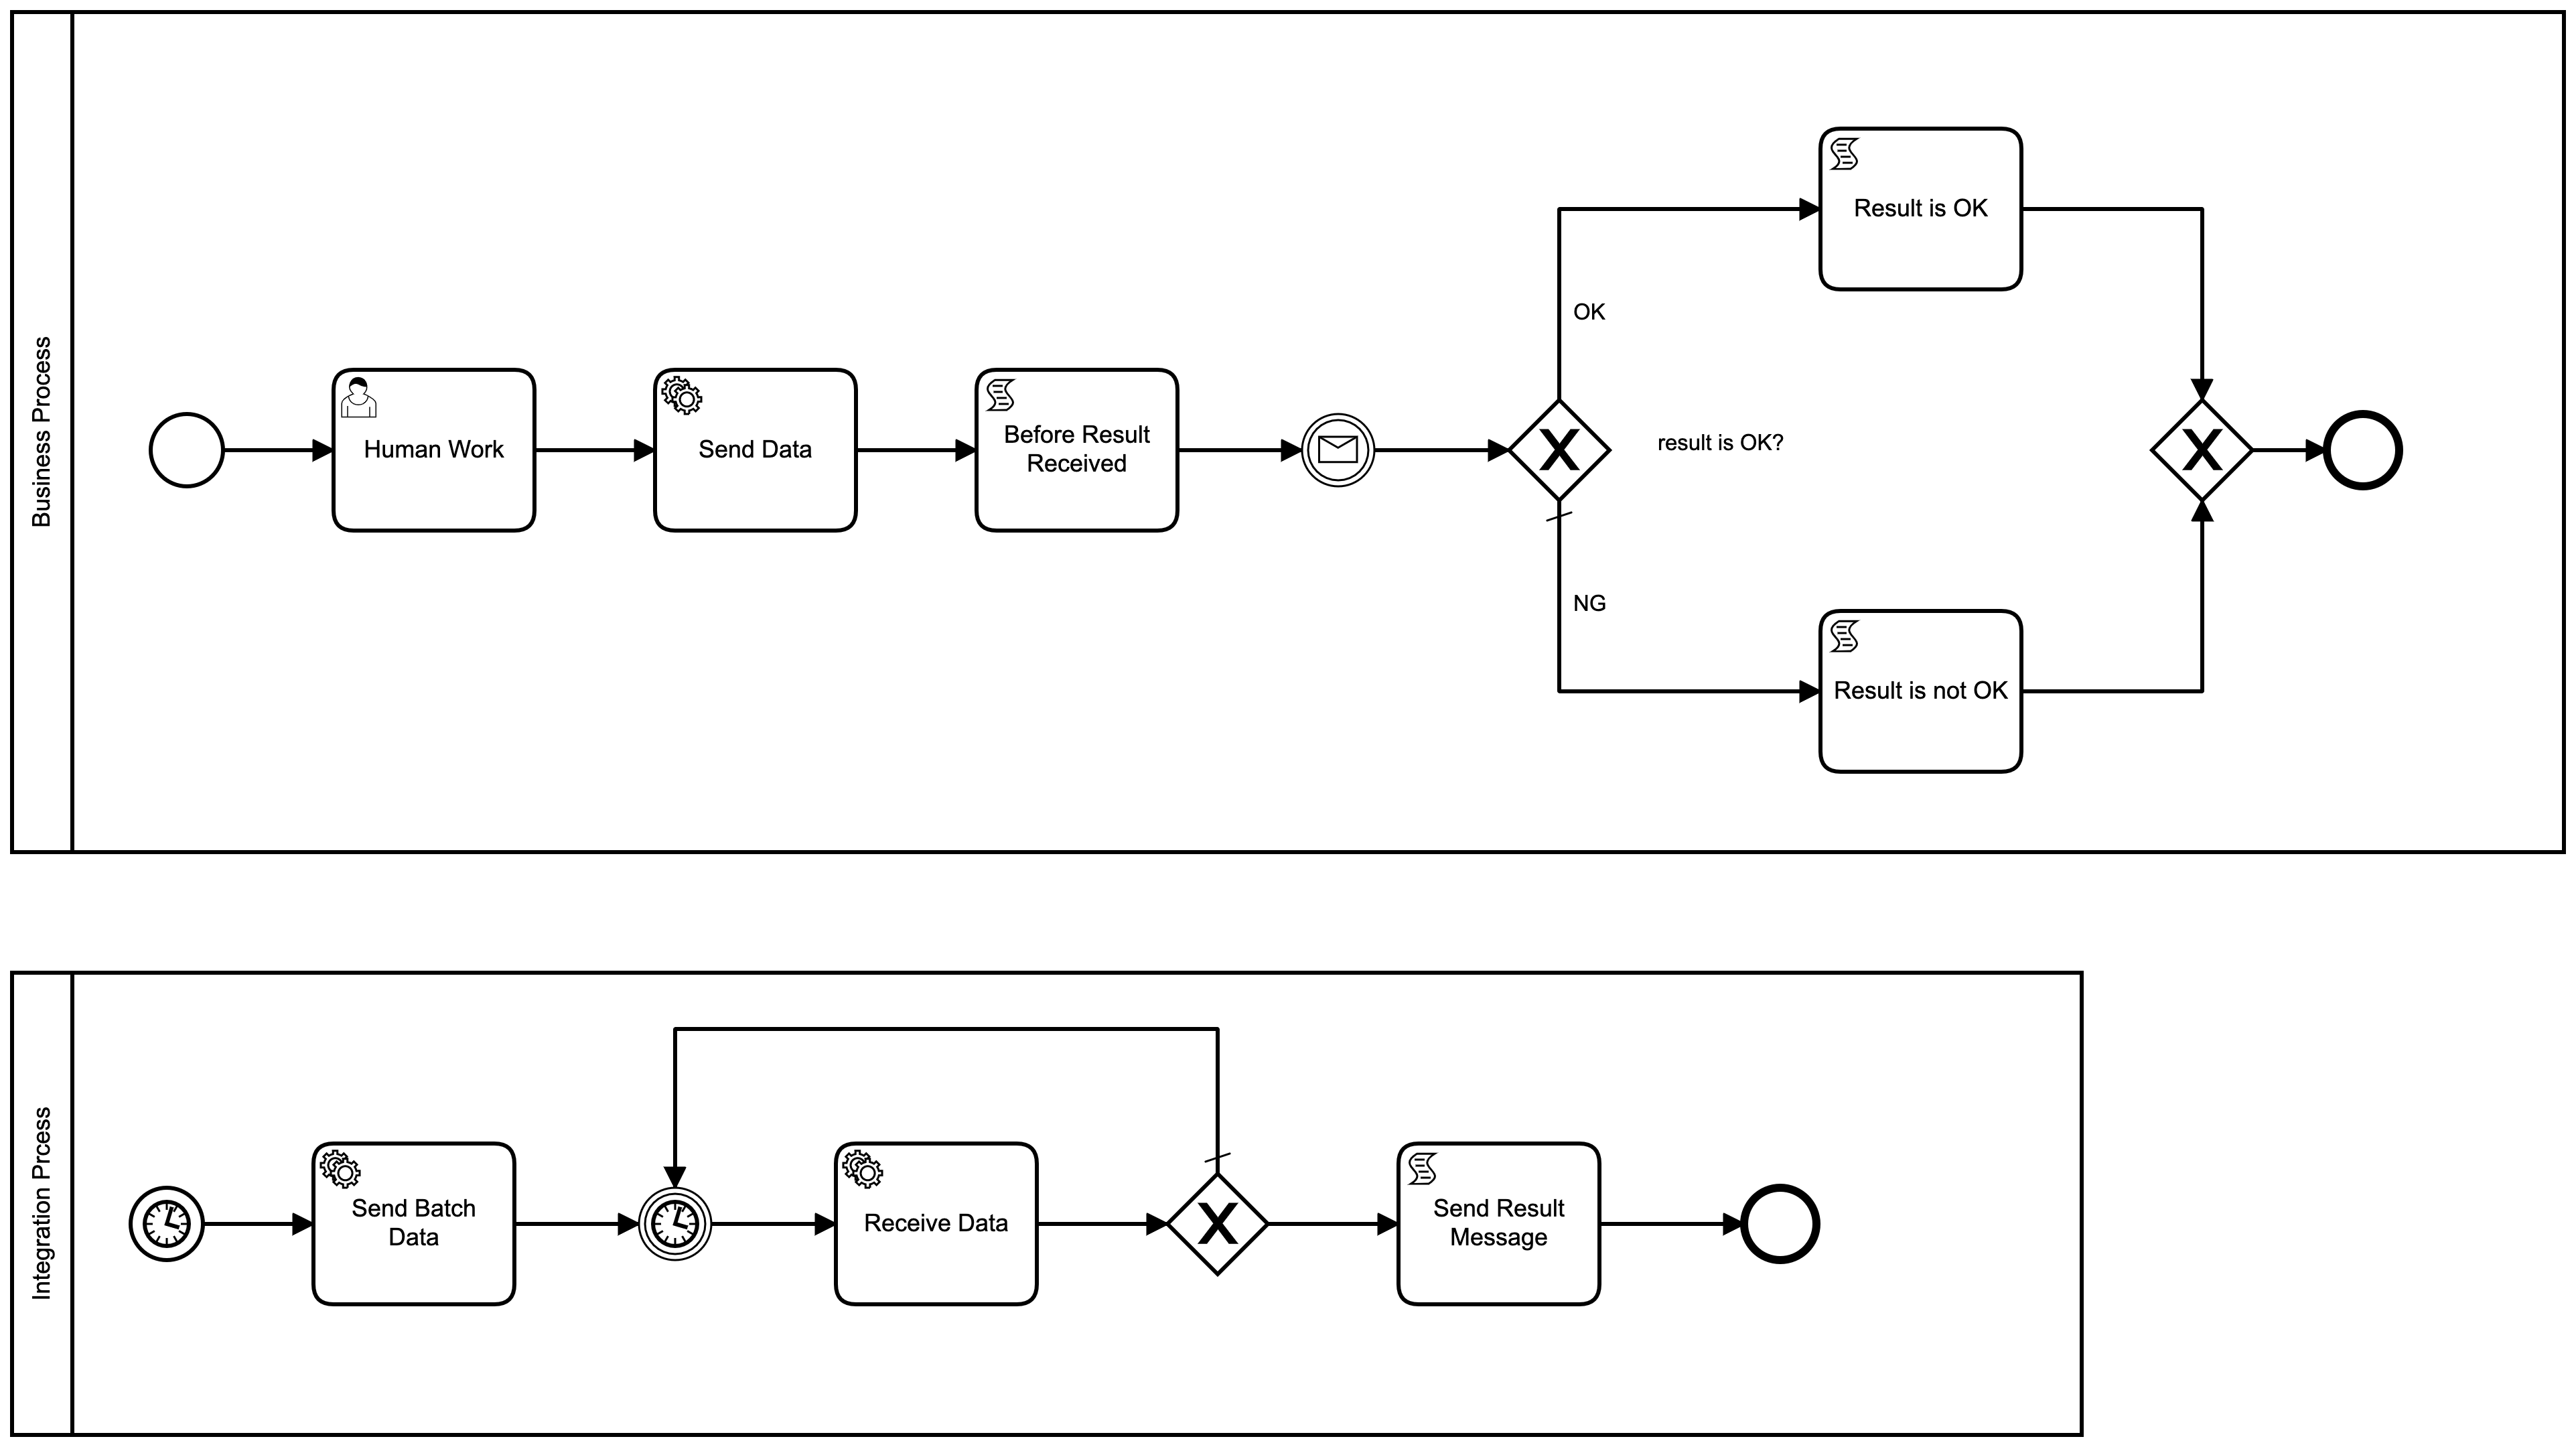 Business Process
Human Work
Send Data
Before Result
Received
OK
result is OK?
NG
Result is OK
Result is not OK
Integration Prcess
Send Batch
Data
Receive Data
Send Result
Message